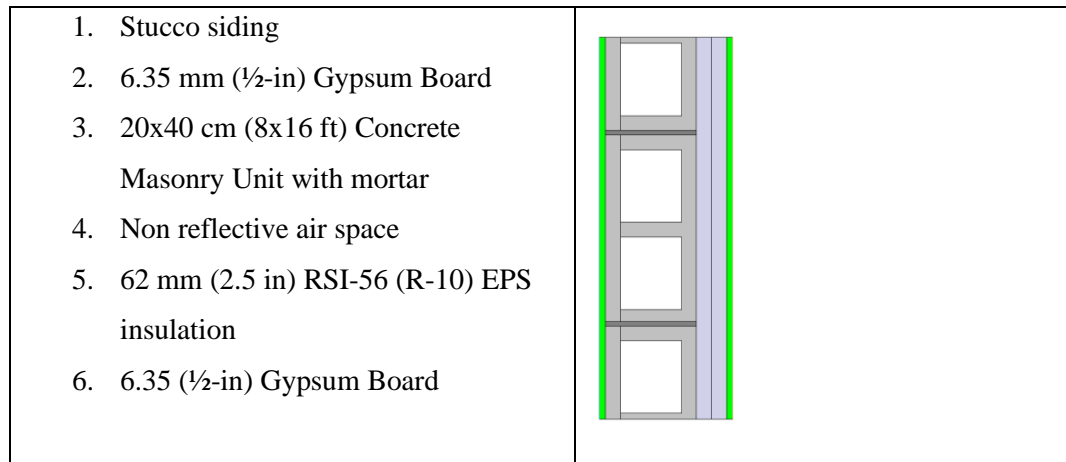 1. Stucco siding
2. 6.35 mm (½-in) Gypsum Board
3. 20x40 cm (8x16 ft) Concrete
Masonry Unit with mortar
4. Non reflective air space
5. 62 mm (2.5 in) RSI-56 (R-10) EPS
insulation
6. 6.35 (½-in) Gypsum Board